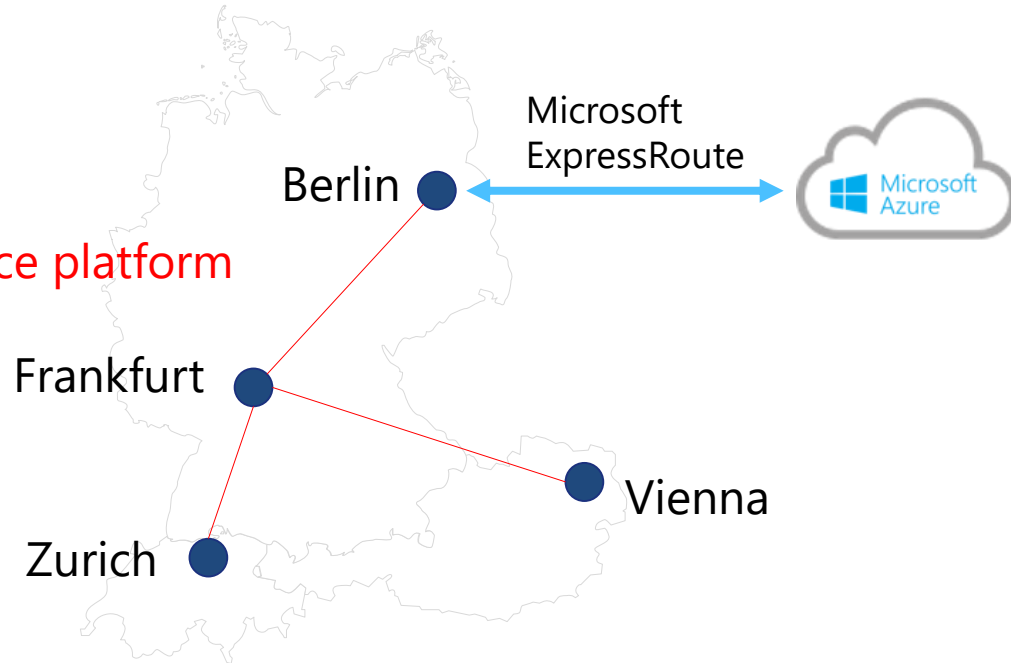 Microsoft
ExpressRoute
Berlin
Microsoft
Azure
ce platform
Frankfurt
Vienna
Zurich